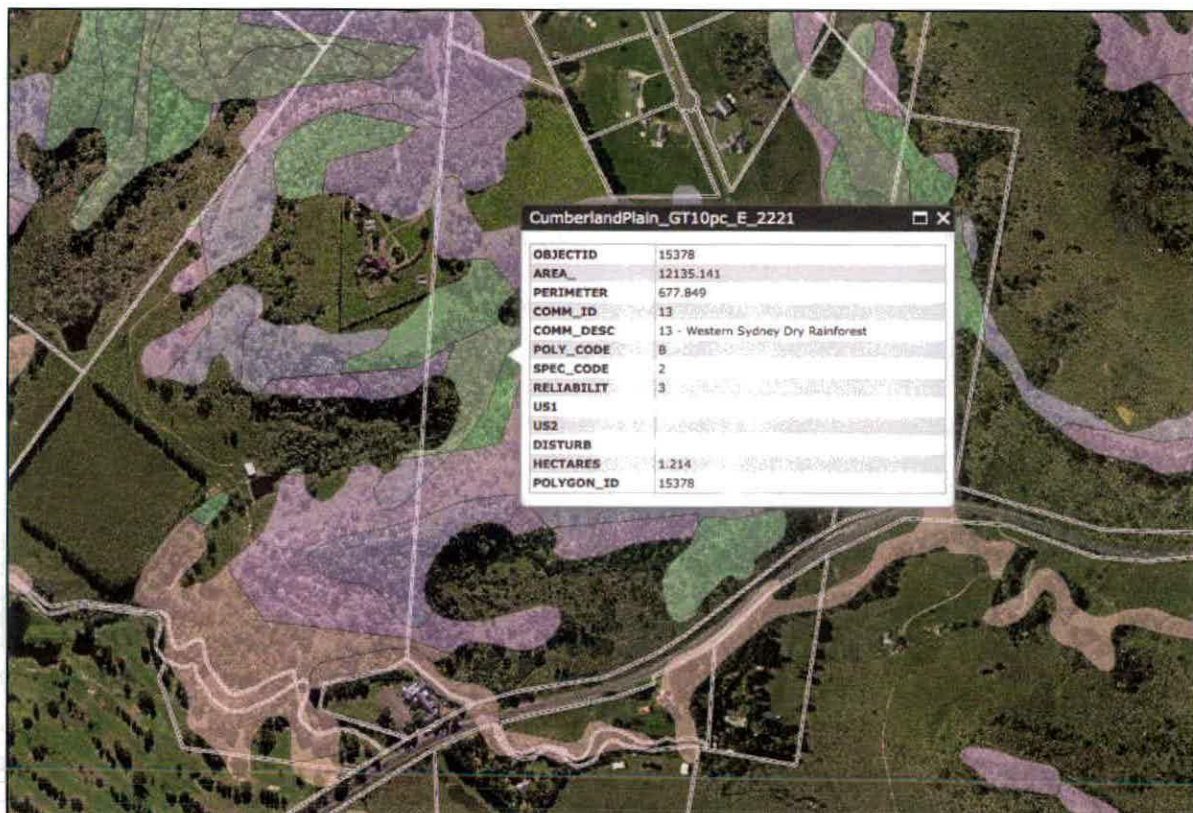 CumberlandPlain_GT10pc_E_2221
OBJECTID 15378
AREA_ 12135.141
PERIMETER 677.849
COMM_ID 13
COMM_DESC 13 - Western Sydney Dry Rainforest
POLY_CODE B
SPEC_CODE 2
RELIABILIT 3
US1
US2
DISTURB
HECTARES 1.214
POLYGON_ID 15378